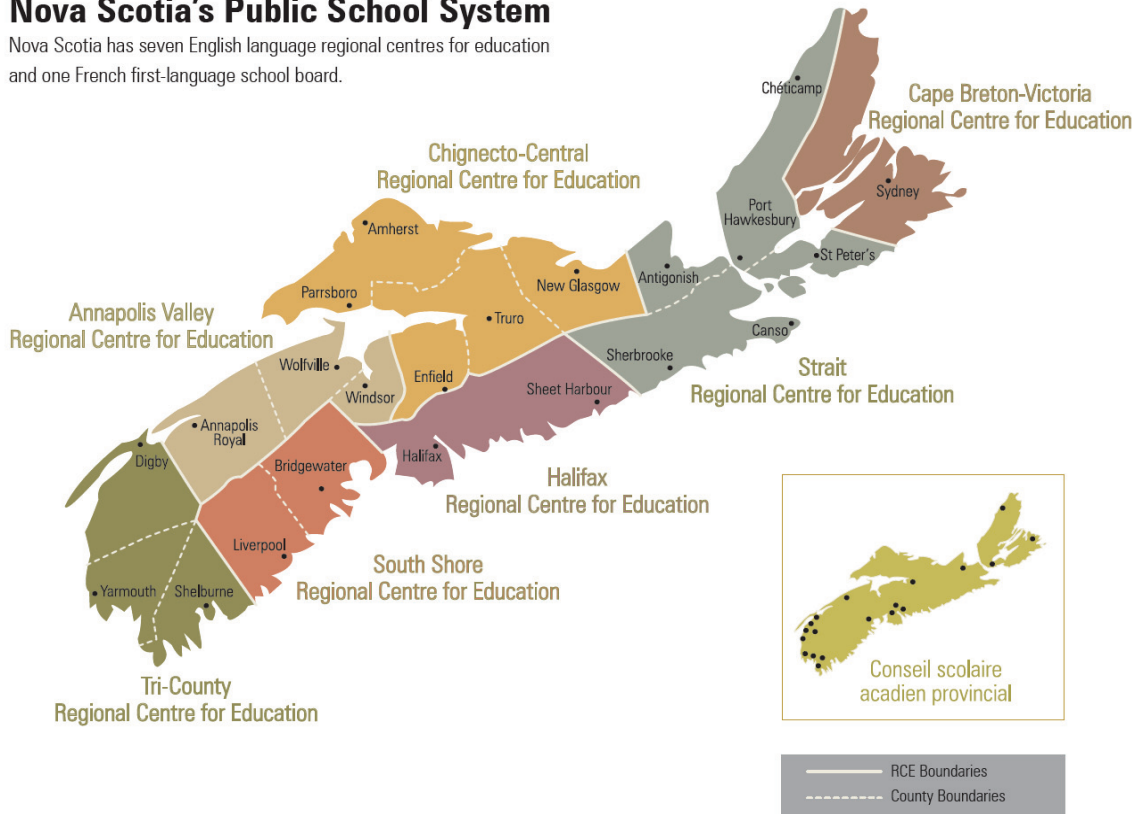 Nova Scotia's Public School System
Nova Scotia has seven English language regional centres for education
and one French first-language school board.
Chéticamp
Cape Breton-Victoria
Regional Centre for Education
Chignecto-Central
Regional Centre for Education
Sydney
Port
Hawkesbury
Amherst
St Peter's
Antigonish
New Glasgow
Parrsboro
Annapolis Valley
Regional Centre for Education
Truro
Canso
Sherbrooke
Wolfville
Strait
Regional Centre for Education
Enfield
Windsor
Sheet Harbour
Annapolis
Royal
Halifax
Digby
Bridgewater
Halifax
Regional Centre for Education
Liverpool
South Shore
Regional Centre for Education
Yarmouth
Shelburne
Tri-County
Regional Centre for Education
Conseil scolaire
acadien provincial
RCE Boundaries
County Boundaries